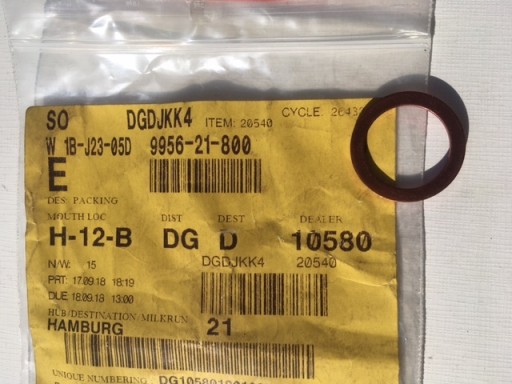 SO DGDJKK4 ITEM: 20540 CYCLE:
W 1B-J23-05D 9956-21-800
E
DES: PACKING
MOUTH LOC DIST DEST DEALER
H-12-B DG D 10580
N/W: 15 DGDJKK4 20540
PRT: 17.09.18 18:19
DUE 18.09.18 13:00
HUB/DESTINATION/MILKRUN
HAMBURG 21
UNIQUE NUMBERING